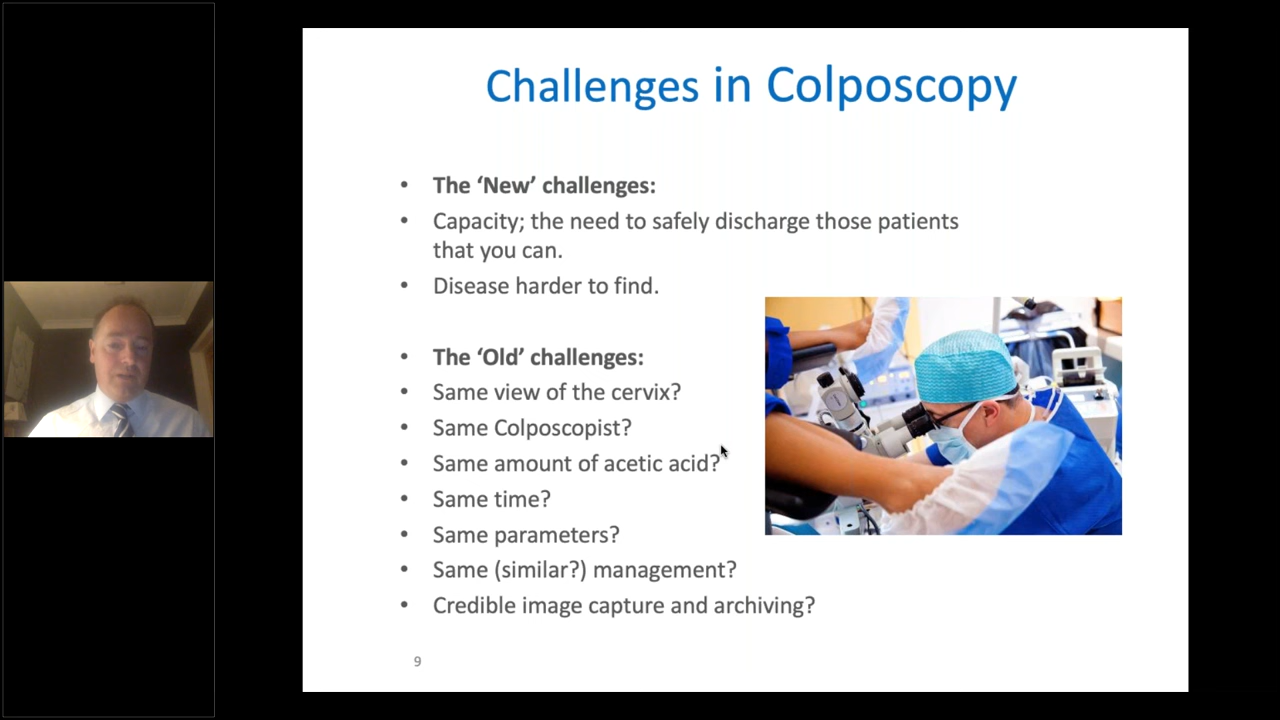 Challenges in Colposcopy
• The ‘New’ challenges:
• Capacity; the need to safely discharge those patients
that you can.
• Disease harder to find.
• The ‘Old’ challenges:
• Same view of the cervix?
• Same Colposcopist?
• Same amount of acetic acid?
• Same time?
• Same parameters?
• Same (similar?) management?
• Credible image capture and archiving?
9